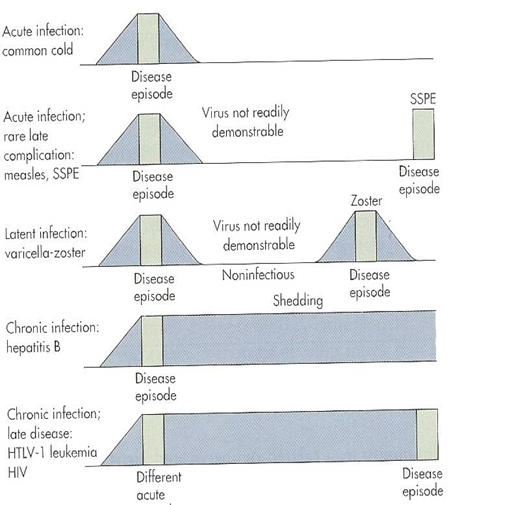 Acute infection:
common cold
Disease
episode
Acute infection;
rare late
complication:
measles, SSPE
Virus not readily
demonstrable
SSPE
Disease
episode
Disease
episode
Latent infection:
varicella-zoster
Virus not readily
demonstrable
Zoster
Disease
episode
Noninfectious
Disease
episode
Shedding
Chronic infection:
hepatitis B
Disease
episode
Chronic infection;
late disease:
HTLV-1 leukemia
HIV
Different
acute
Disease
episode